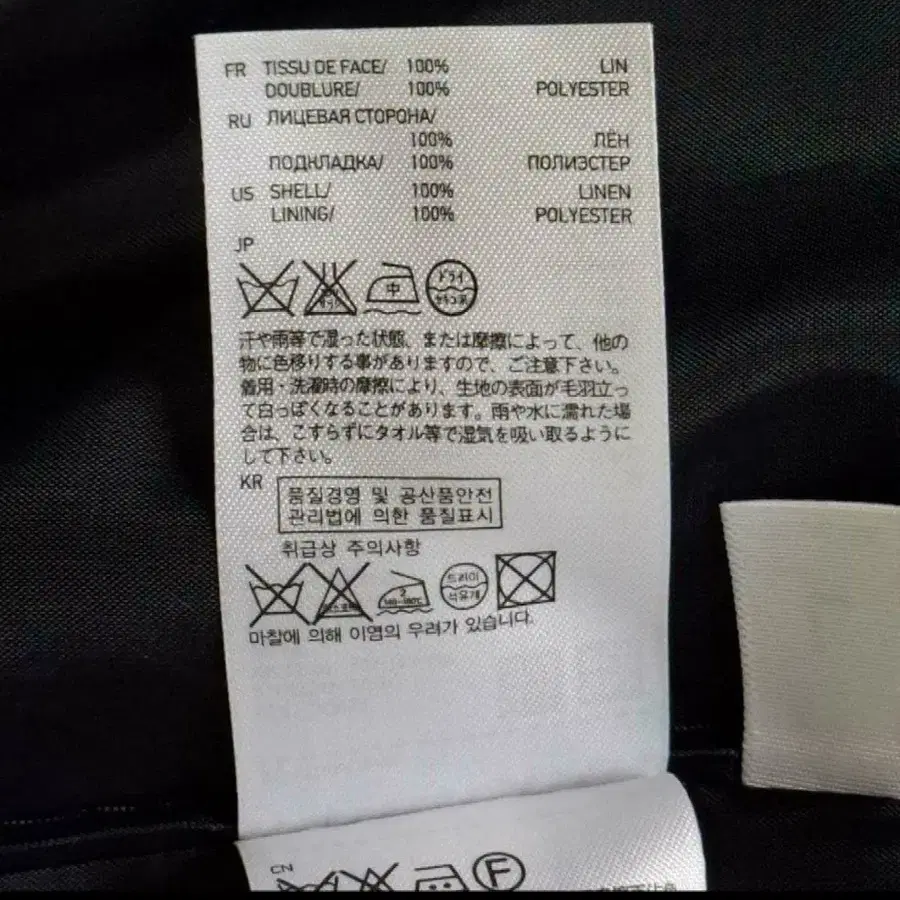 FR TISSU DE FACE/ 100% LIN
DOUBLURE/ 100% POLYESTER
RU ЛИЦЕВАЯ СТОРОНА/
100% ЛЁН
ПОДКЛАДКА/ 100% ПОЛИЭСТЕР
US SHELL/ 100% LINEN
LINING/ 100% POLYESTER
JP
中 ドライ
セキユ系
汗や雨等で湿った状態、または摩擦によって、他の
物に色移りする事がありますので、ご注意下さい。
着用・洗濯時の摩擦により、生地の表面が毛羽立っ
て白っぽくなることがあります。雨や水に濡れた場
合は、こすらずにタオル等で湿気を吸い取るように
して下さい。
KR
품질경영 및 공산품안전
관리법에 의한 품질표시
취급상 주의사항
2 드라이
석유계
마찰에 의해 이염의 우려가 있습니다.
CN
F